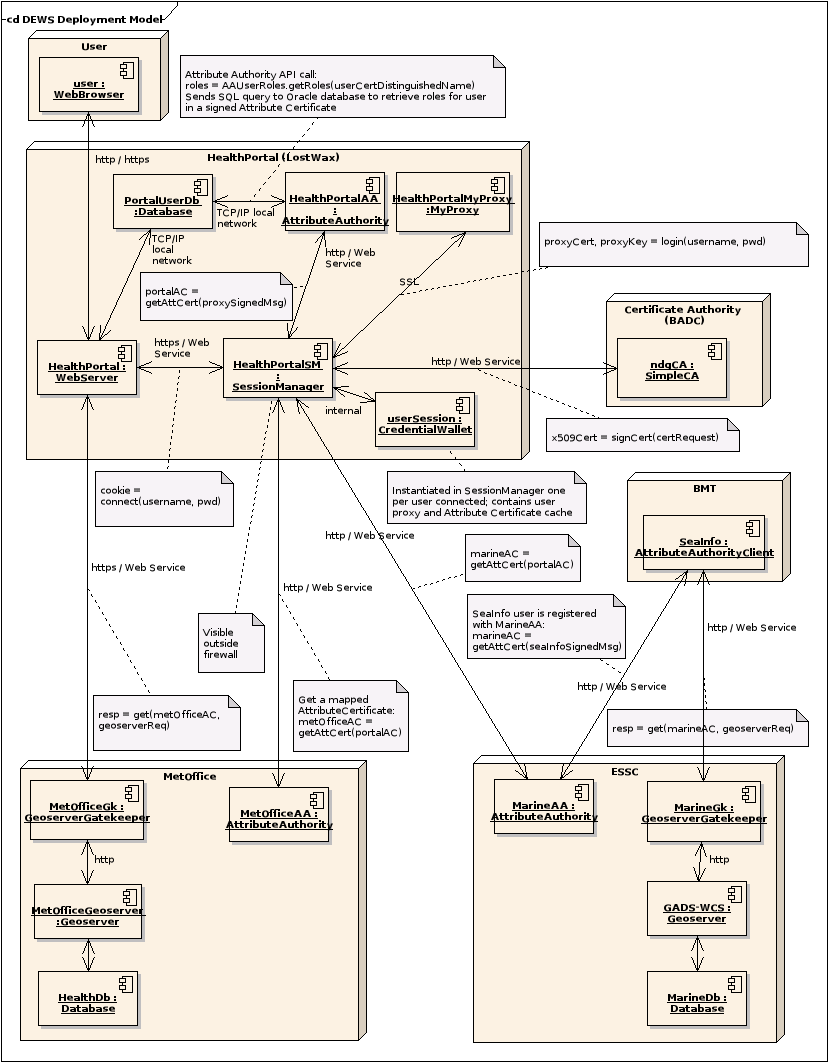 cd DEWS Deployment Model
User
user :
WebBrowser
Attribute Authority API call:
roles = AAUserRoles.getRoles(userCertDistinguishedName)
Sends SQL query to Oracle database to retrieve roles for user
in a signed Attribute Certificate
http / https
HealthPortal (LostWax)
PortalUserDb
:Database
TCP/IP local
network
HealthPortalAA
:
AttributeAuthority
HealthPortalMyProxy
:MyProxy
TCP/IP
local
network
http / Web
Service
proxyCert, proxyKey = login(username, pwd)
portalAC =
getAttCert(proxySignedMsg)
SSL
Certificate Authority
(BADC)
https / Web
Service
HealthPortal :
WebServer
HealthPortalSM
:
SessionManager
http / Web Service
ndgCA :
SimpleCA
internal
userSession :
CredentialWallet
x509Cert = signCert(certRequest)
cookie =
connect(username, pwd)
Instantiated in SessionManager one
per user connected; contains user
proxy and Attribute Certificate cache
BMT
SeaInfo :
AttributeAuthorityClient
http / Web Service
marineAC =
getAttCert(portalAC)
https / Web Service
http / Web Service
Visible
outside
firewall
SeaInfo user is registered
with MarineAA:
marineAC =
getAttCert(seaInfoSignedMsg)
http / Web Service
http / Web Service
resp = get(metOfficeAC,
geoserverReq)
Get a mapped
AttributeCertificate:
metOfficeAC =
getAttCert(portalAC)
resp = get(marineAC, geoserverReq)
MetOffice
MetOfficeGk :
GeoserverGatekeeper
MetOfficeAA :
AttributeAuthority
http
MetOfficeGeoserver
:Geoserver
HealthDb :
Database
ESSC
MarineAA :
AttributeAuthority
MarineGk :
GeoserverGatekeeper
http
GADS-WCS :
Geoserver
MarineDb :
Database